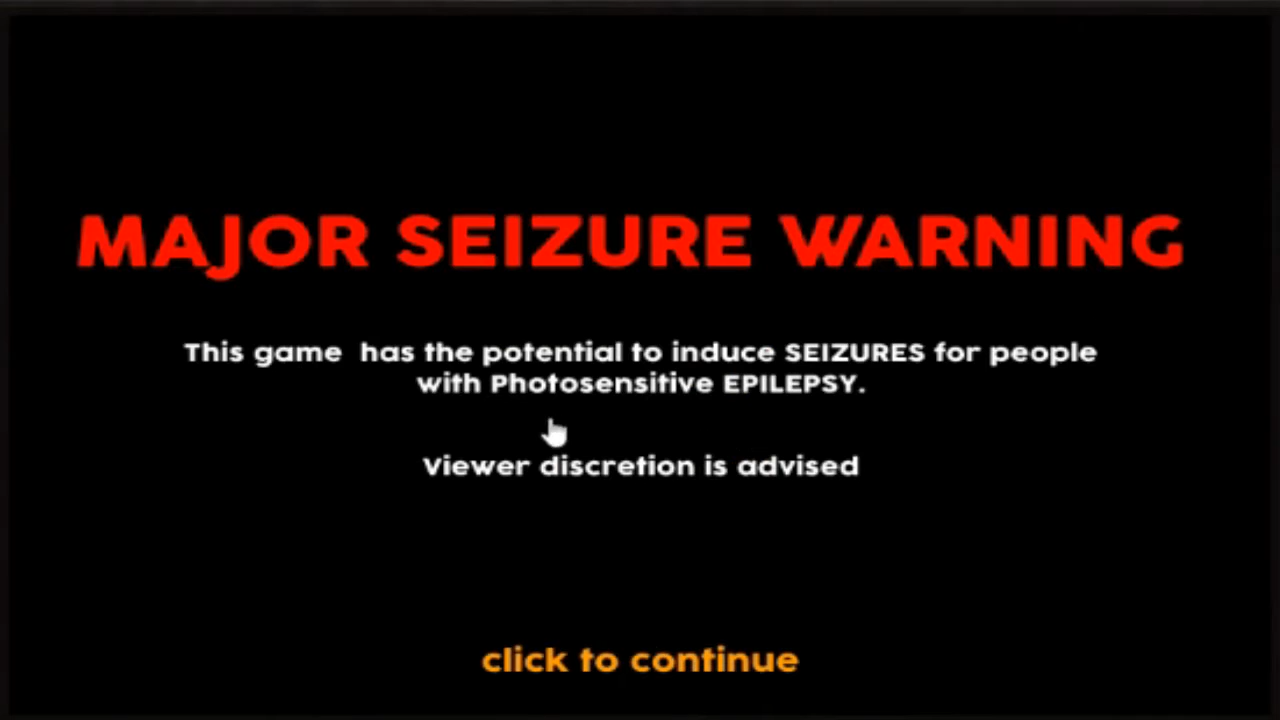 MAJOR SEIZURE WARNING
This game has the potential to induce SEIZURES for people
with Photosensitive EPILEPSY.
Viewer discretion is advised
click to continue